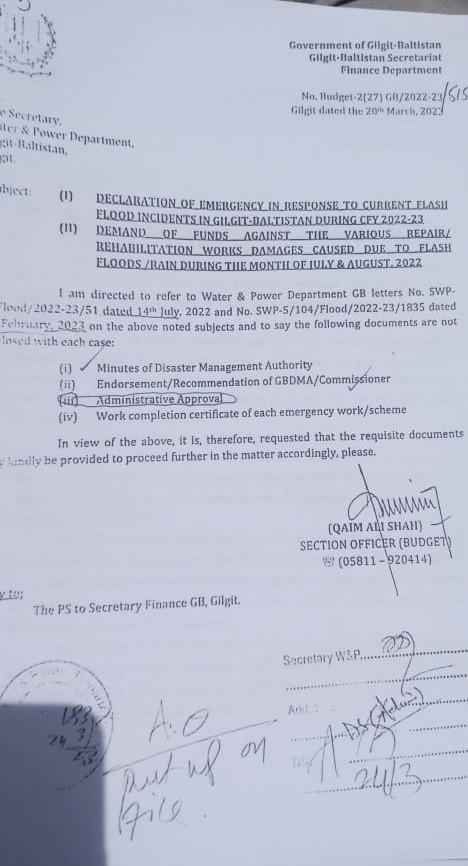 Government of Gilgit-Baltistan
Gilgit-Baltistan Secretariat
Finance Department
No. Budget-2(27) GB/2022-23/515
Gilgit dated the 20th March, 2023
e Secretary,
ter & Power Department,
git-Baltistan,
git.
bject: (I) DECLARATION OF EMERGENCY IN RESPONSE TO CURRENT FLASH
FLOOD INCIDENTS IN GILGIT-BALTISTAN DURING CFY 2022-23
(II) DEMAND OF FUNDS AGAINST THE VARIOUS REPAIR/
REHABILITATION WORKS DAMAGES CAUSED DUE TO FLASH
FLOODS /RAIN DURING THE MONTH OF JULY & AUGUST, 2022
I am directed to refer to Water & Power Department GB letters No. SWP-
Flood/2022-23/51 dated 14th July, 2022 and No. SWP-5/104/Flood/2022-23/1835 dated
February, 2023 on the above noted subjects and to say the following documents are not
losed with each case:
(i) Minutes of Disaster Management Authority
(ii) Endorsement/Recommendation of GBDMA/Commissioner
(iii) Administrative Approval
(iv) Work completion certificate of each emergency work/scheme
In view of the above, it is, therefore, requested that the requisite documents
y kindly be provided to proceed further in the matter accordingly, please.
(QAIM ALI SHAH)
SECTION OFFICER (BUDGET)
☏ (05811 – 920414)
y to:
The PS to Secretary Finance GB, Gilgit.
Secretary W&P
DS (Admn)
24/3
A.O
put up on
file.